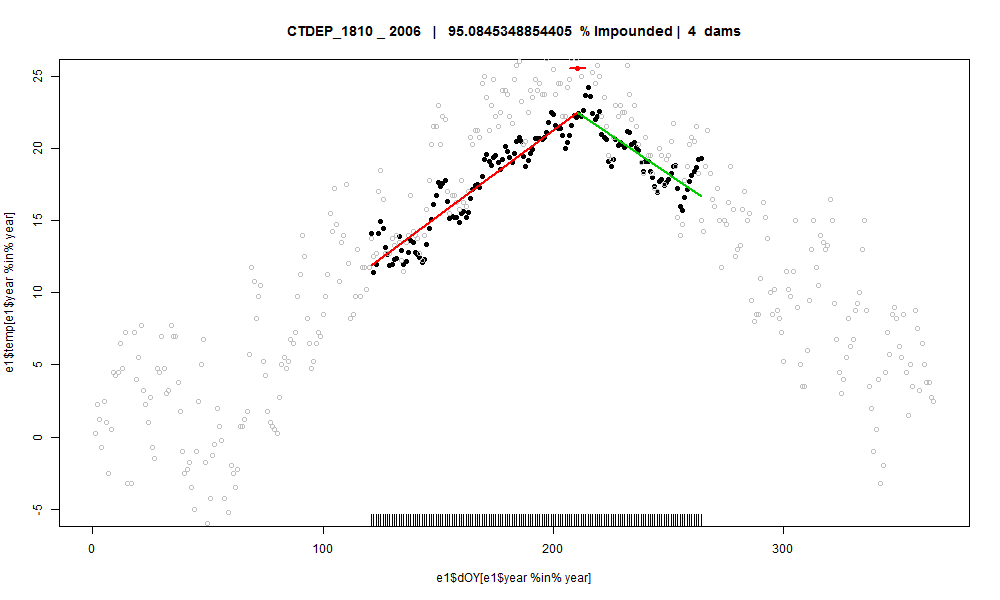 CTDEP_1810 _ 2006 | 95.0845348854405 % Impounded | 4 dams
25
20
15
10
5
0
-5
e1$temp[e1$year %in% year]
0 100 200 300
e1$dOY[e1$year %in% year]